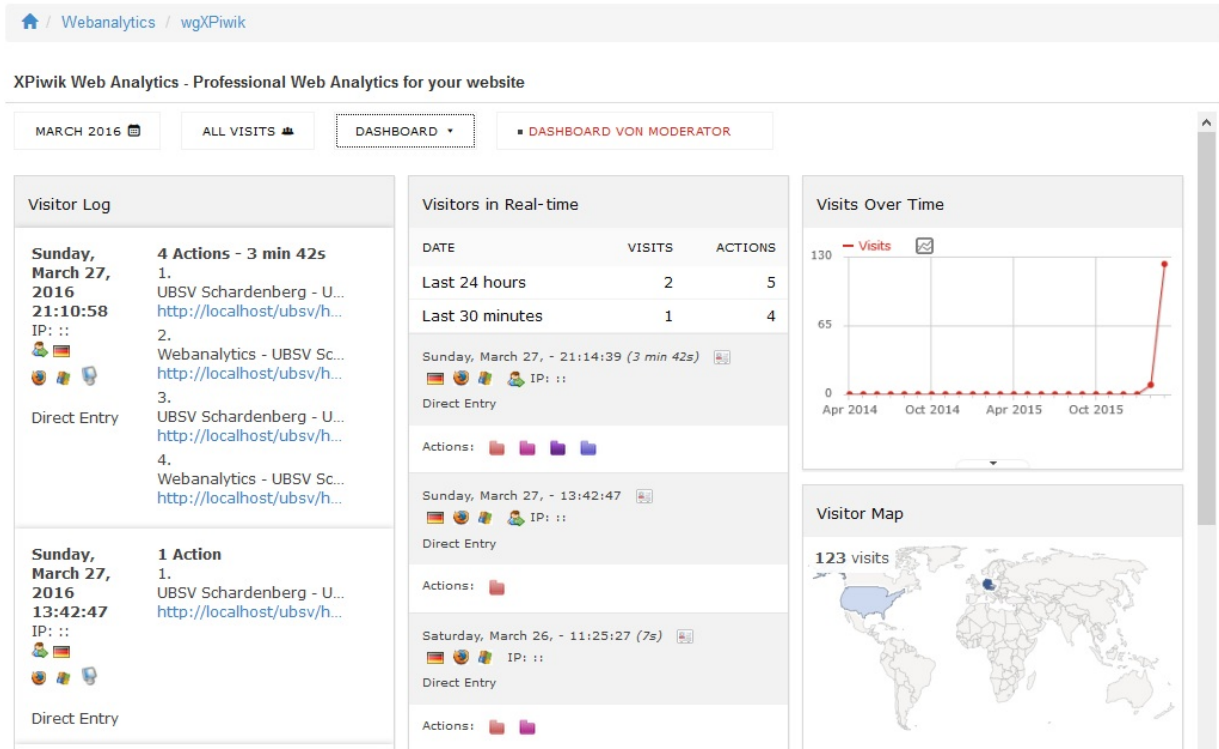 / Webanalytics / wgXPiwik
XPiwik Web Analytics - Professional Web Analytics for your website
MARCH 2016
ALL VISITS
DASHBOARD
DASHBOARD VON MODERATOR
Visitor Log
Sunday,
March 27,
2016
21:10:58
IP: ::
Direct Entry
4 Actions - 3 min 42s
1.
UBSV Schardenberg - U...
http://localhost/ubsv/h...
2.
Webanalytics - UBSV Sc...
http://localhost/ubsv/h...
3.
UBSV Schardenberg - U...
http://localhost/ubsv/h...
4.
Webanalytics - UBSV Sc...
http://localhost/ubsv/h...
Sunday,
March 27,
2016
13:42:47
IP: ::
Direct Entry
1 Action
1.
UBSV Schardenberg - U...
http://localhost/ubsv/h...
Visitors in Real-time
DATE VISITS ACTIONS
Last 24 hours 2 5
Last 30 minutes 1 4
Sunday, March 27, - 21:14:39 (3 min 42s)
IP: ::
Direct Entry
Actions:
Sunday, March 27, - 13:42:47
IP: ::
Direct Entry
Actions:
Saturday, March 26, - 11:25:27 (7s)
IP: ::
Direct Entry
Actions:
Visits Over Time
Visits
130
65
0
Apr 2014 Oct 2014 Apr 2015 Oct 2015
Visitor Map
123 visits